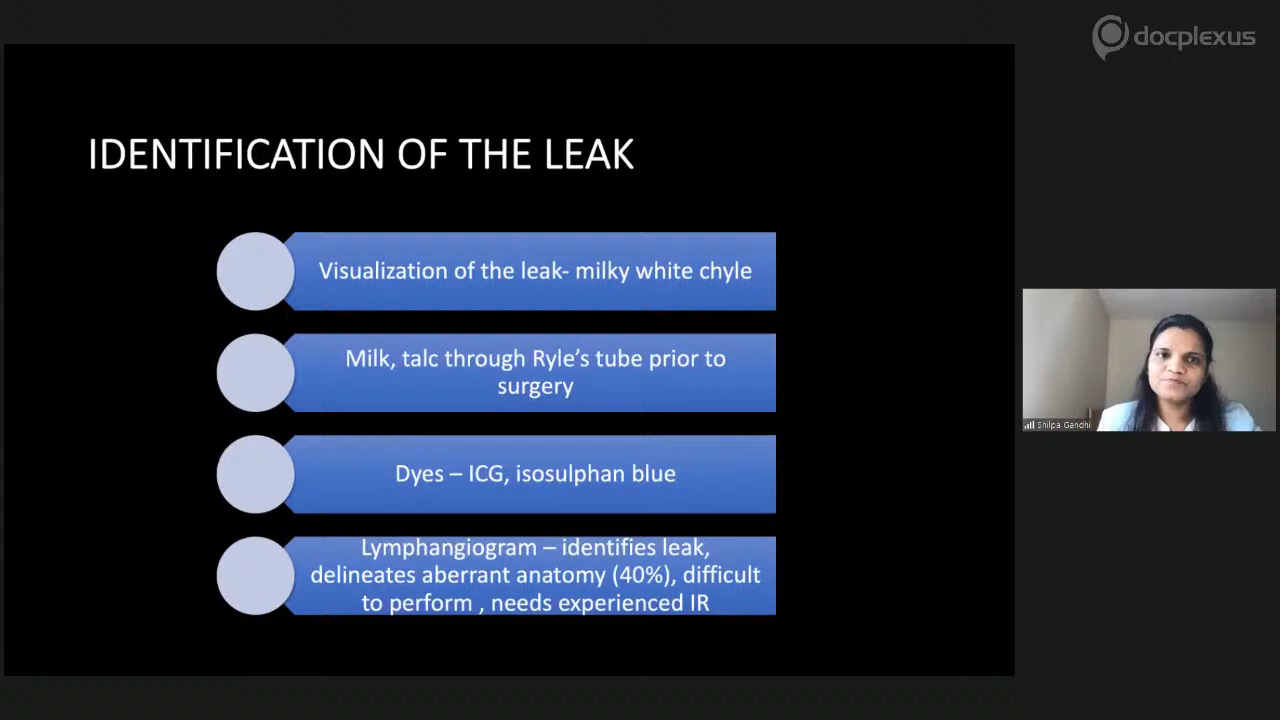 docplexus
IDENTIFICATION OF THE LEAK
Visualization of the leak- milky white chyle
Milk, talc through Ryle’s tube prior to
surgery
Dyes – ICG, isosulphan blue
Lymphangiogram – identifies leak,
delineates aberrant anatomy (40%), difficult
to perform , needs experienced IR
Shilpa Gandhi